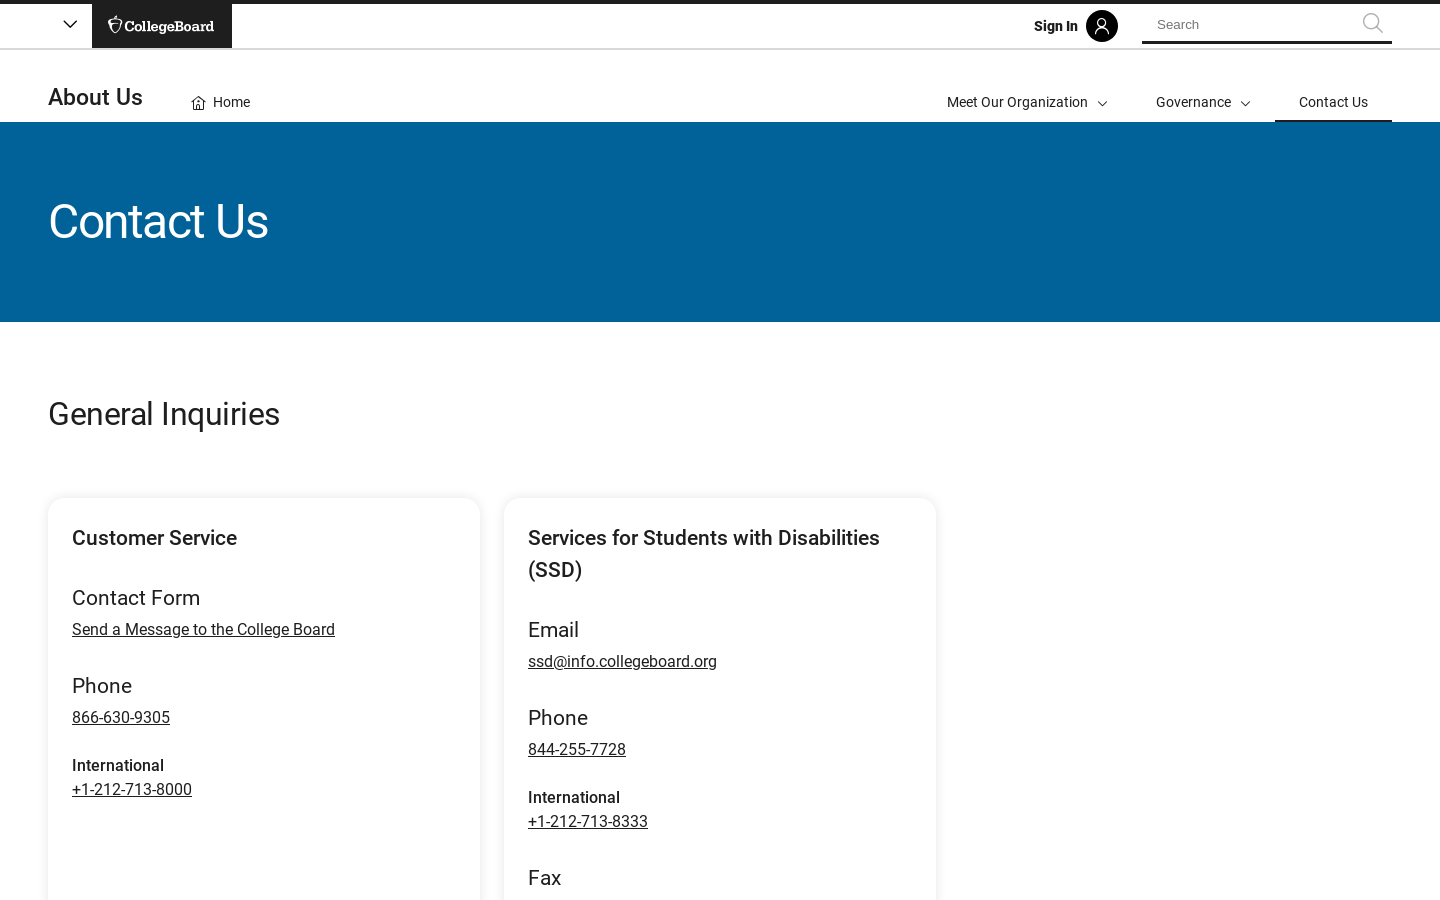 CollegeBoard
Sign In
Search
About Us
Home
Meet Our Organization
Governance
Contact Us
Contact Us
General Inquiries
Customer Service
Contact Form
Send a Message to the College Board
Phone
866-630-9305
International
+1-212-713-8000
Services for Students with Disabilities
(SSD)
Email
ssd@info.collegeboard.org
Phone
844-255-7728
International
+1-212-713-8333
Fax